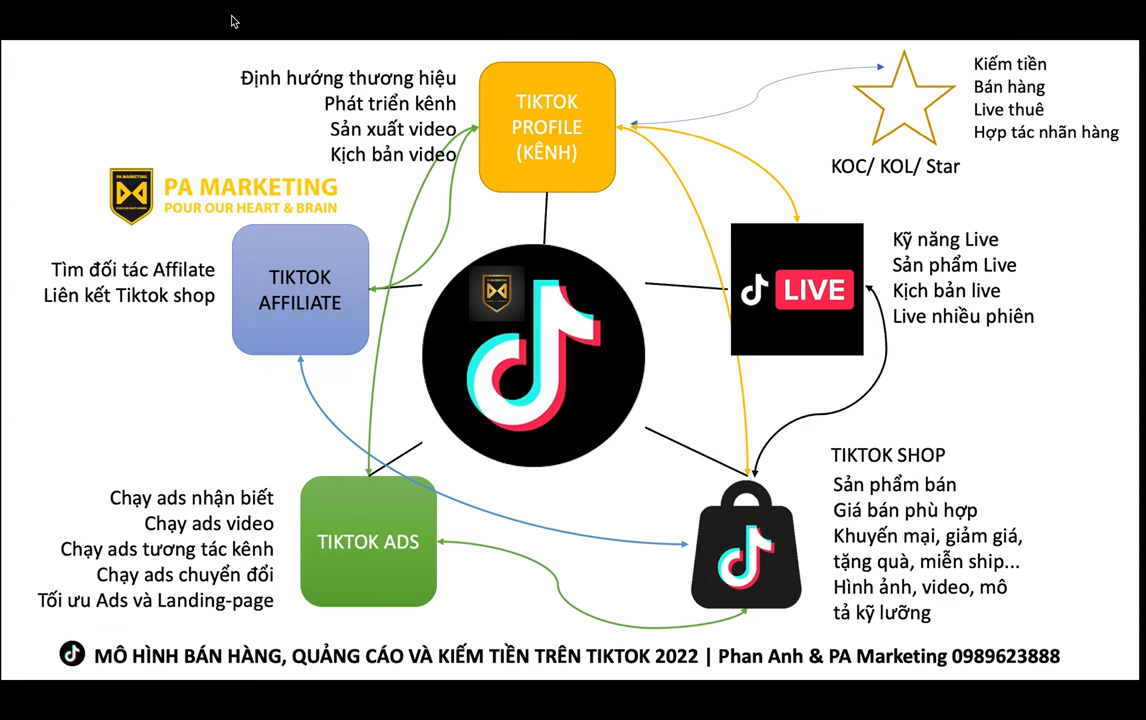 Định hướng thương hiệu
Phát triển kênh
Sản xuất video
Kịch bản video
TIKTOK
PROFILE
(KÊNH)
Kiếm tiền
Bán hàng
Live thuê
Hợp tác nhãn hàng
KOC/ KOL/ Star
PA MARKETING
POUR OUR HEART & BRAIN
PA MARKETING
POUR OUR HEART & BRAIN
Tìm đối tác Affilate
Liên kết Tiktok shop
TIKTOK
AFFILIATE
LIVE
Kỹ năng Live
Sản phẩm Live
Kịch bản live
Live nhiều phiên
TIKTOK SHOP
Sản phẩm bán
Giá bán phù hợp
Khuyến mại, giảm giá,
tặng quà, miễn ship...
Hình ảnh, video, mô
tả kỹ lưỡng
Chạy ads nhận biết
Chạy ads video
Chạy ads tương tác kênh
Chạy ads chuyển đổi
Tối ưu Ads và Landing-page
TIKTOK ADS
MÔ HÌNH BÁN HÀNG, QUẢNG CÁO VÀ KIẾM TIỀN TRÊN TIKTOK 2022 | Phan Anh & PA Marketing 0989623888